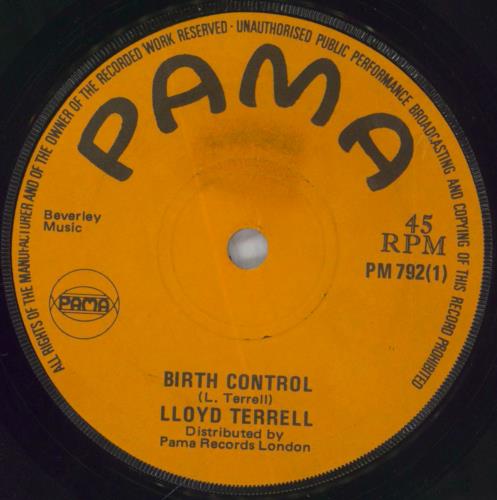 ALL RIGHTS OF THE MANUFACTURER AND OF THE OWNER OF THE RECORDED WORK RESERVED - UNAUTHORISED PUBLIC PERFORMANCE BROADCASTING AND COPYING OF THIS RECORD PROHIBITED
PAMA
Beverley
Music
45
RPM
PM 792(1)
PAMA
BIRTH CONTROL
(L. Terrell)
LLOYD TERRELL
Distributed by
Pama Records London